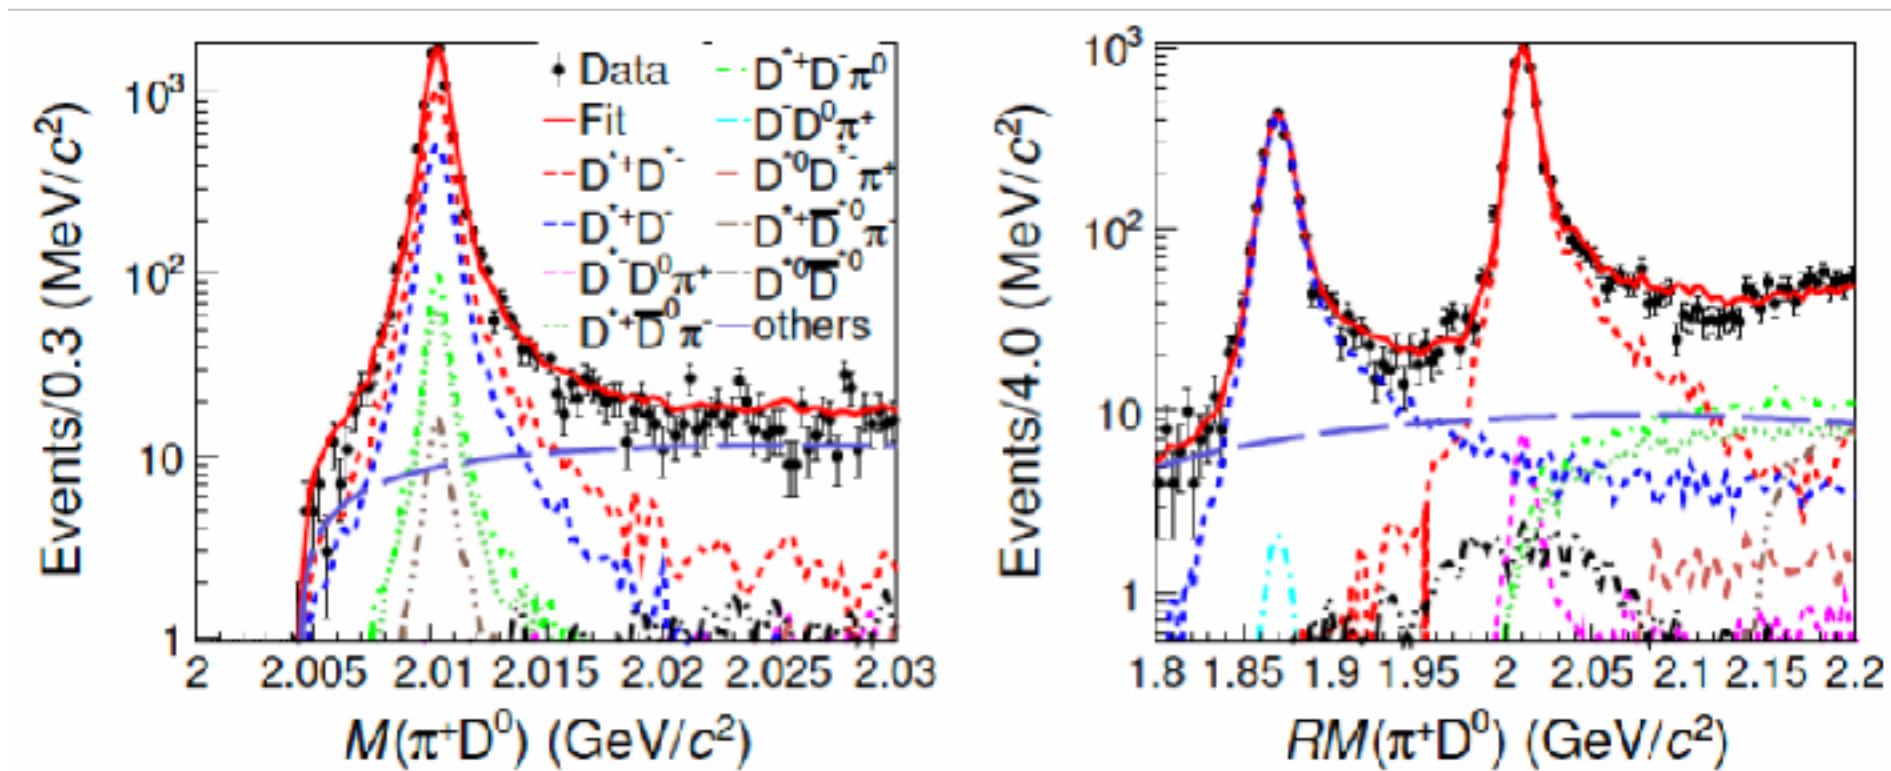 Events/0.3 (MeV/c²)
10³
10²
10
1
Data
Fit
D*⁺D*⁻
D*⁺D⁻
D*⁻D⁰π⁺
D*⁺D̅⁰π⁻
D*⁺D⁻π⁰
D⁻D⁰π⁺
D*⁰D*⁻π⁺
D*⁺D̅*⁰π⁻
D*⁰D̅*⁰
others
2 2.005 2.01 2.015 2.02 2.025 2.03
M(π⁺D⁰) (GeV/c²)
Events/4.0 (MeV/c²)
10³
10²
10
1
1.8 1.85 1.9 1.95 2 2.05 2.1 2.15 2.2
RM(π⁺D⁰) (GeV/c²)